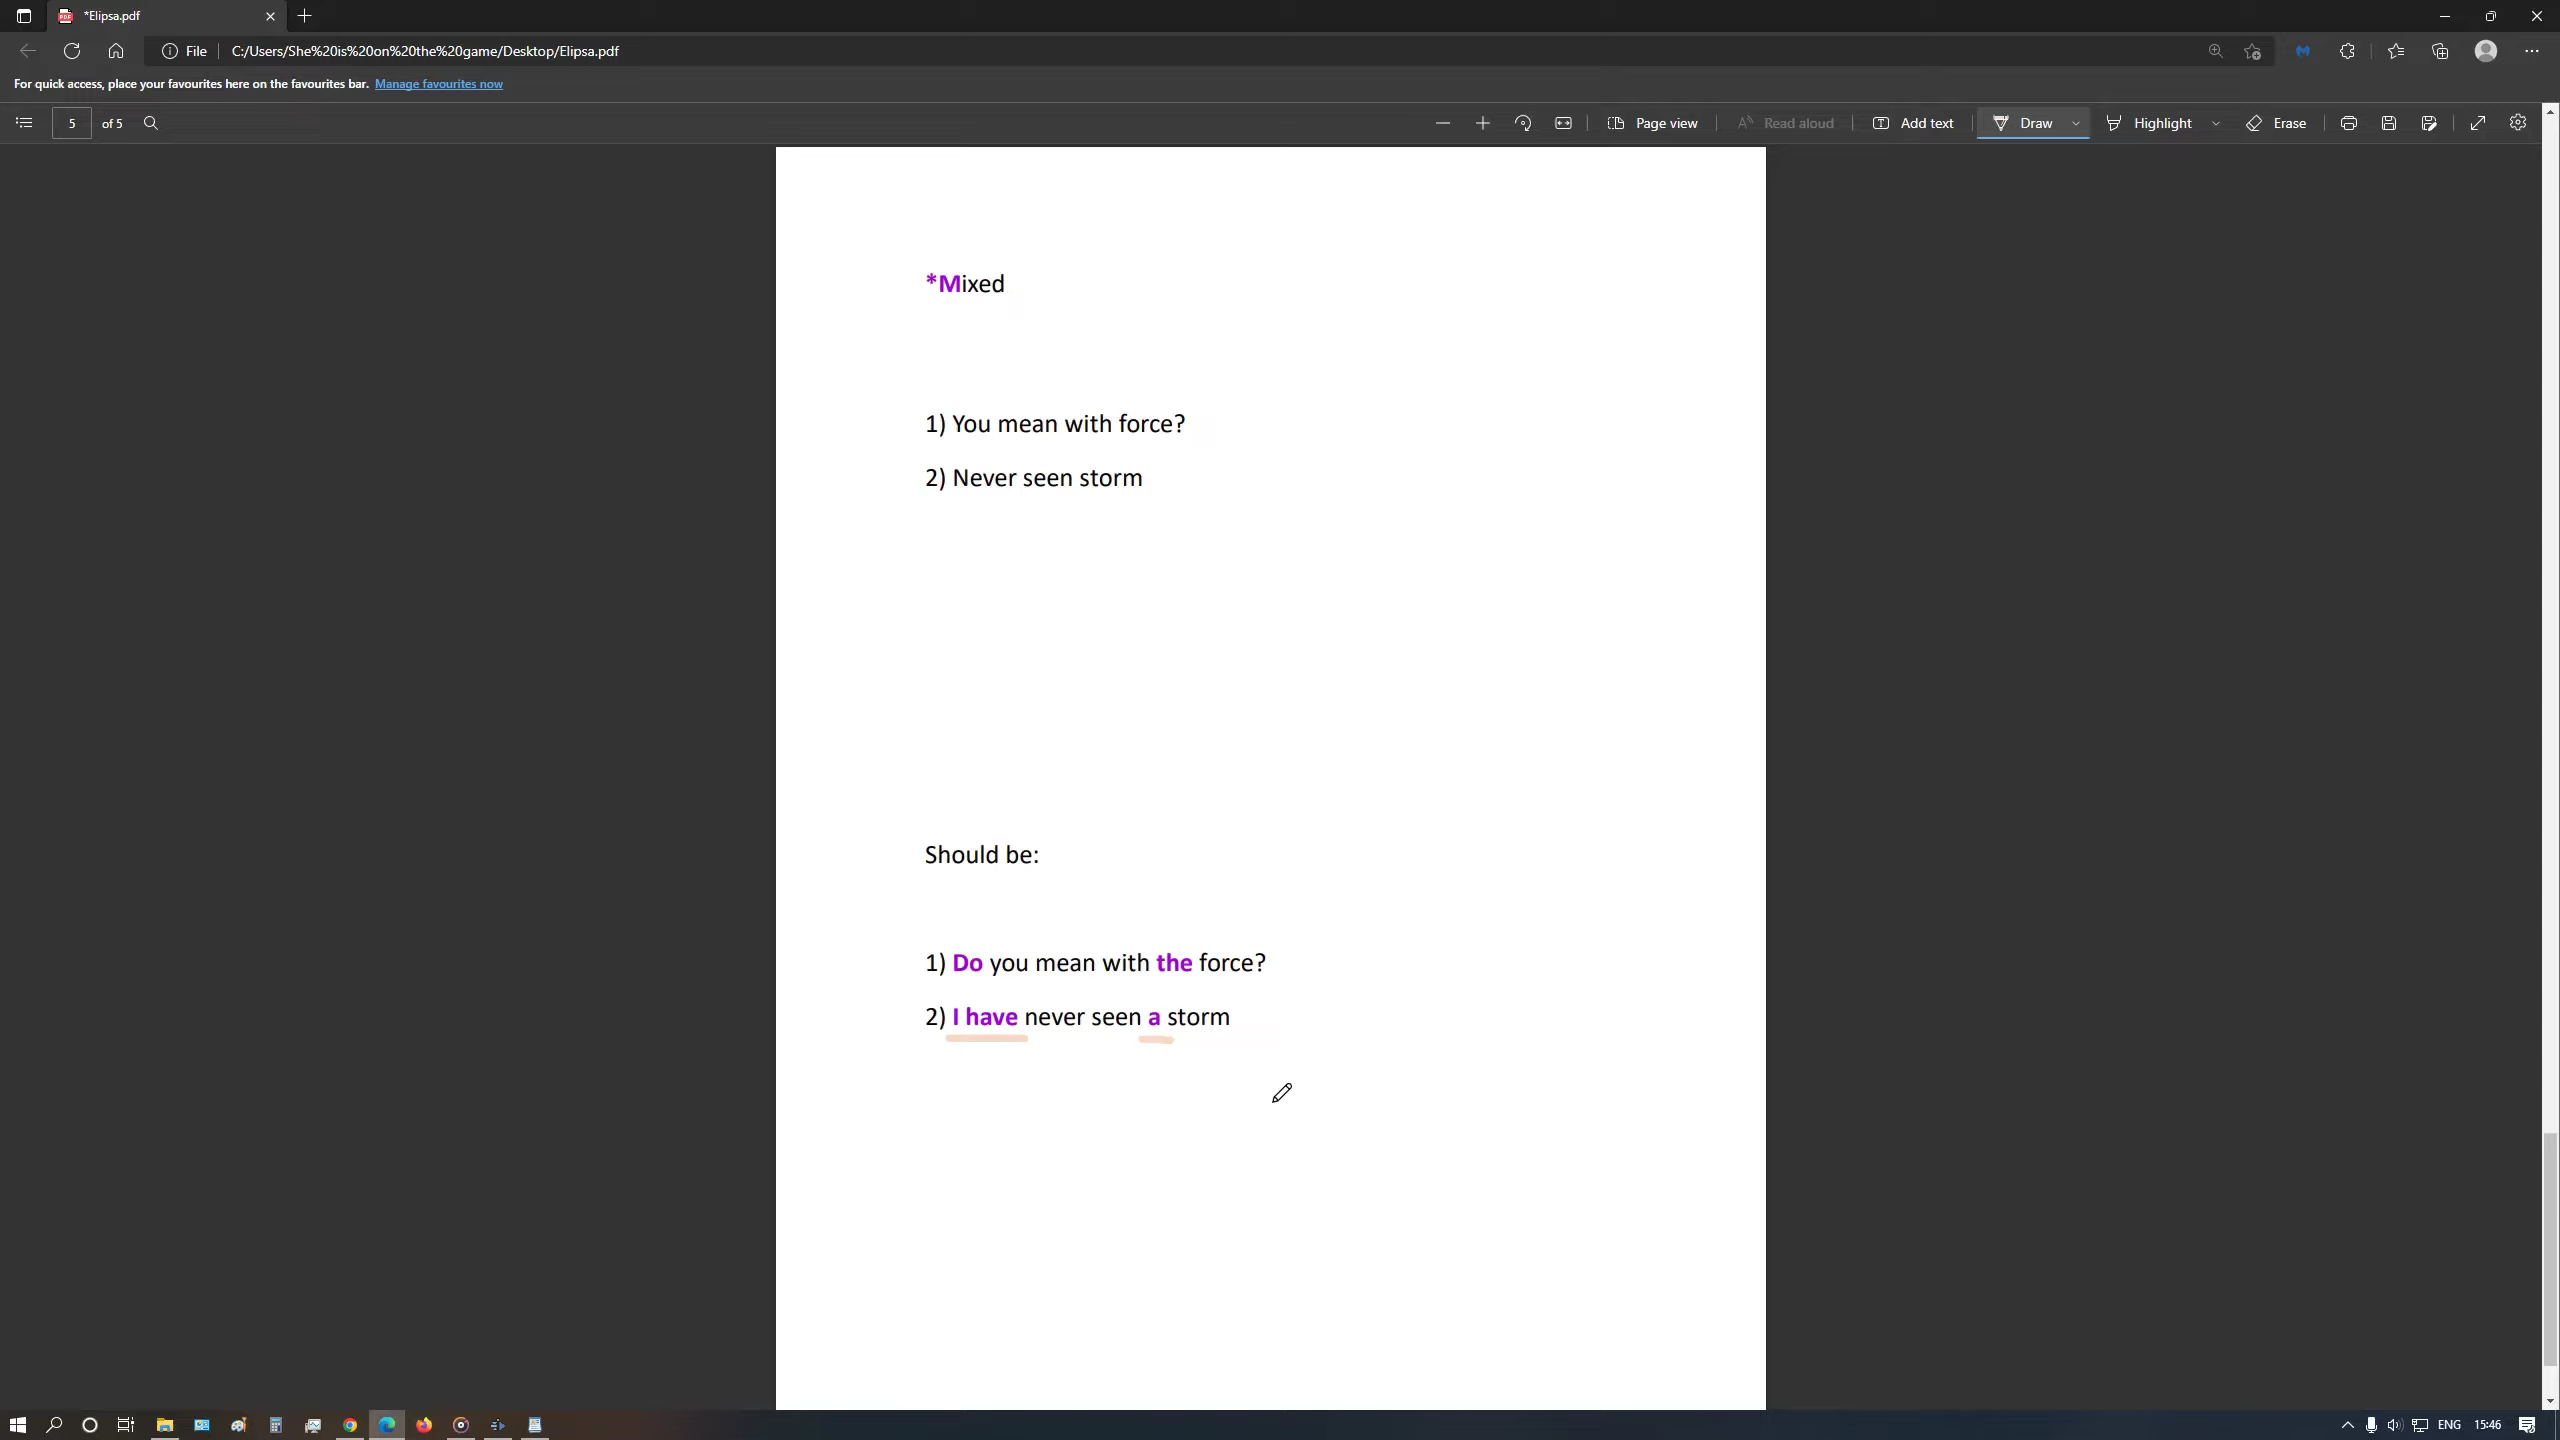 *Elipsa.pdf
File
C:/Users/She%20is%20on%20the%20game/Desktop/Elipsa.pdf
For quick access, place your favourites here on the favourites bar. Manage favourites now
5 of 5
Page view
Read aloud
Add text
Draw
Highlight
Erase
*Mixed
1) You mean with force?
2) Never seen storm
Should be:
1) Do you mean with the force?
2) I have never seen a storm
ENG
15:46